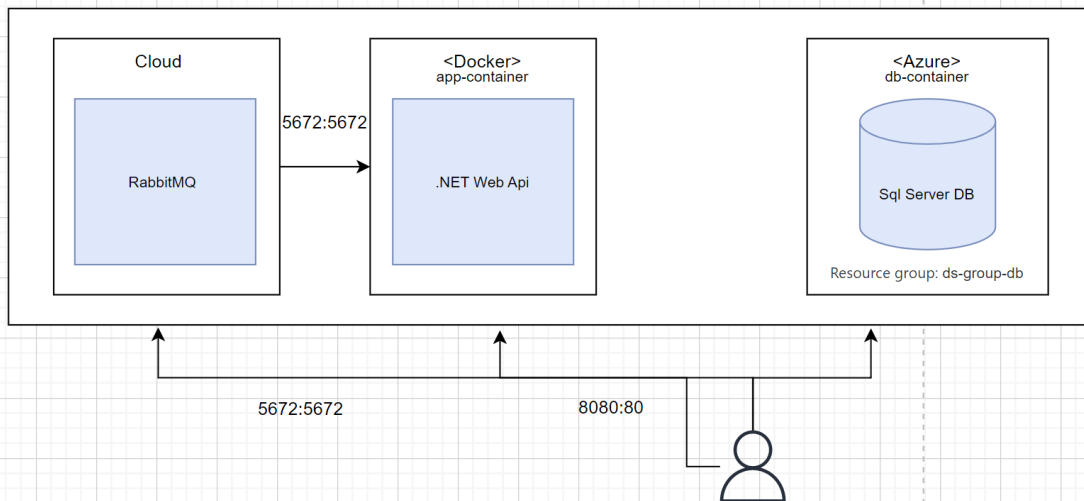 Cloud
RabbitMQ
5672:5672
<Docker>
app-container
.NET Web Api
<Azure>
db-container
Sql Server DB
Resource group: ds-group-db
5672:5672
8080:80